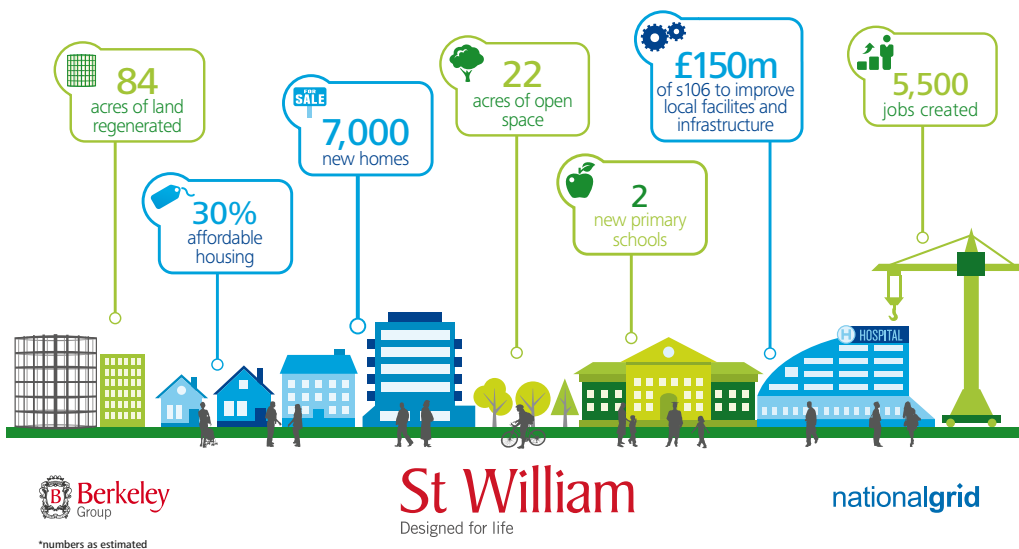 84
acres of land
regenerated
30%
affordable
housing
FOR
SALE
7,000
new homes
22
acres of open
space
2
new primary
schools
£150m
of s106 to improve
local facilites and
infrastructure
5,500
jobs created
H HOSPITAL
B Berkeley
Group
St William
Designed for life
nationalgrid
*numbers as estimated